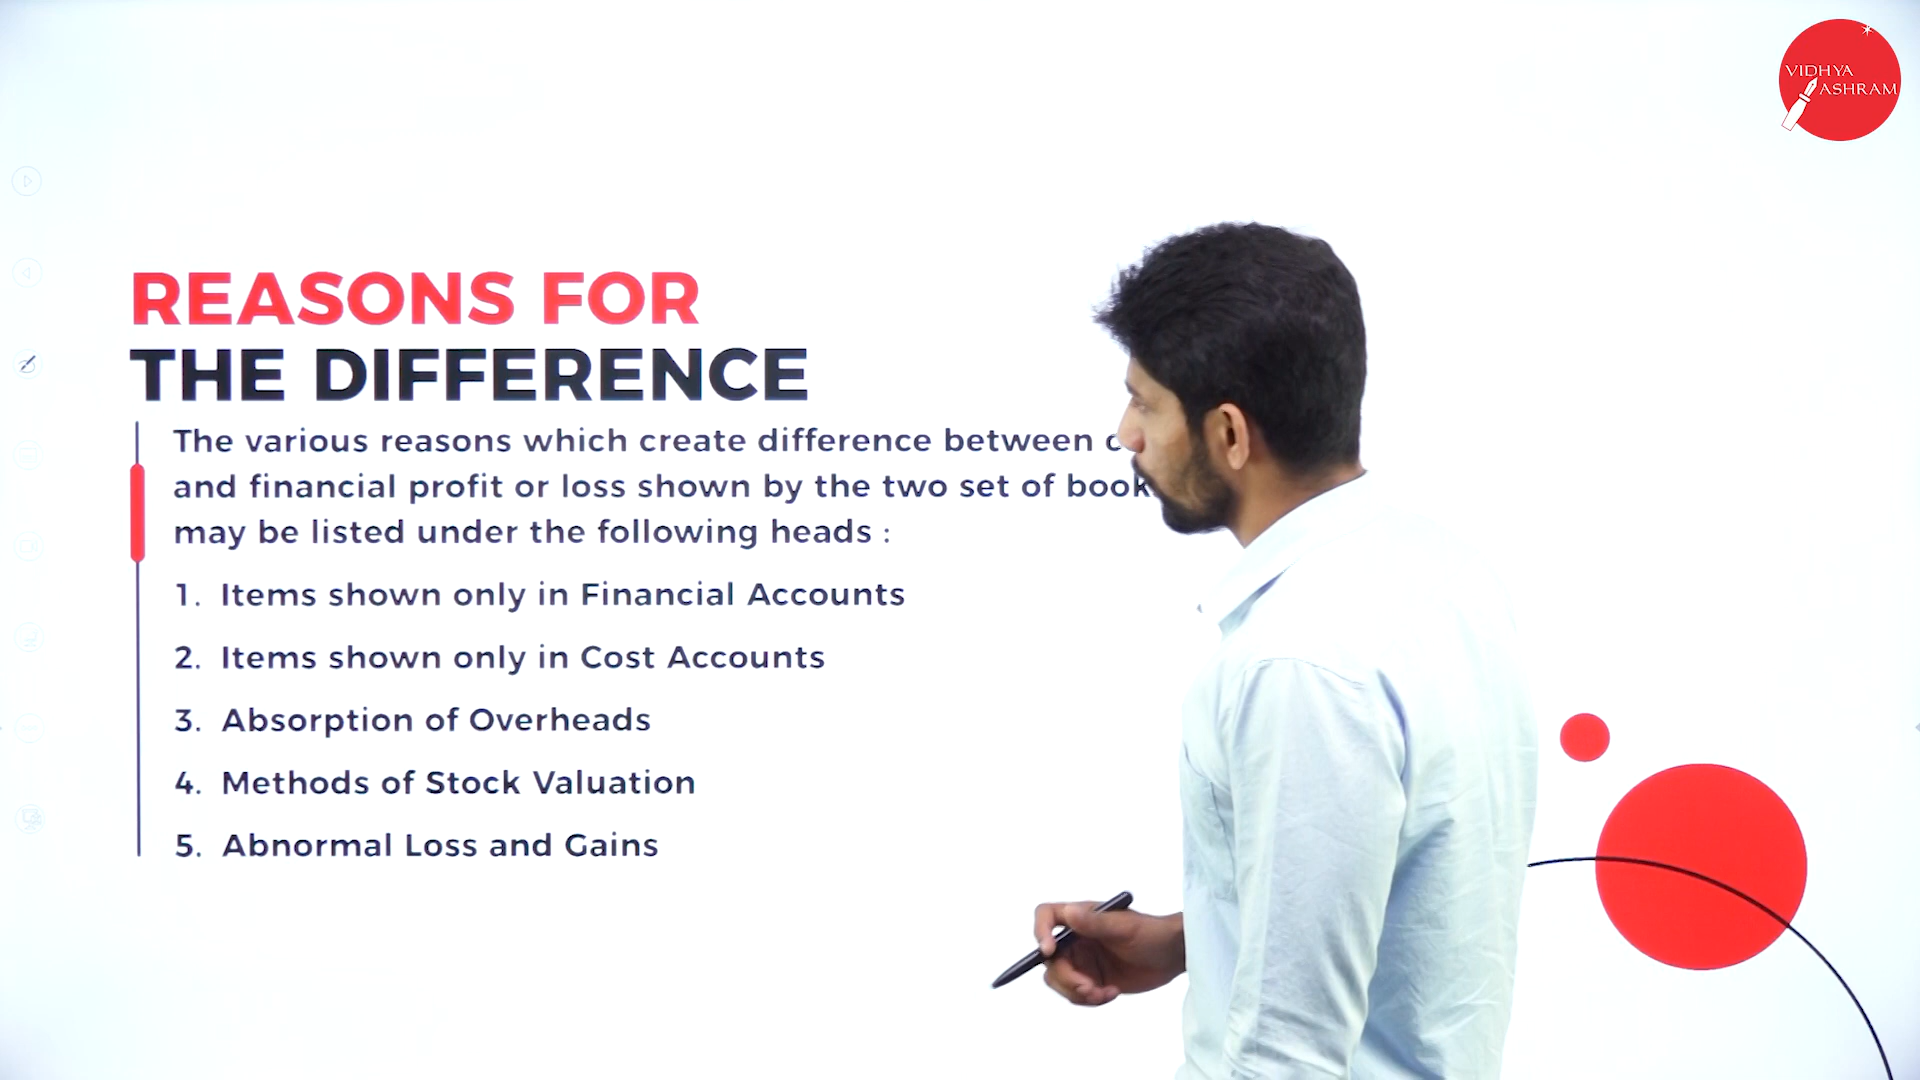 VIDHYA
ASHRAM
REASONS FOR
THE DIFFERENCE
The various reasons which create difference between
and financial profit or loss shown by the two set of
may be listed under the following heads :
1. Items shown only in Financial Accounts
2. Items shown only in Cost Accounts
3. Absorption of Overheads
4. Methods of Stock Valuation
5. Abnormal Loss and Gains